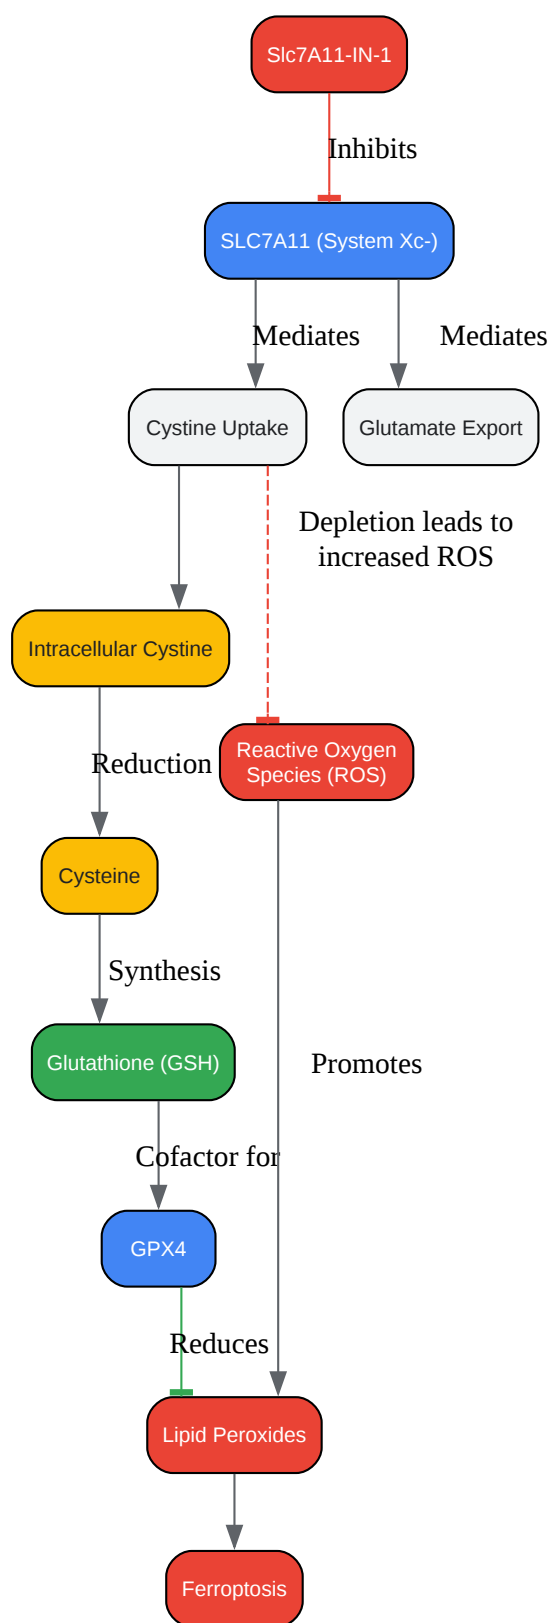 Slc7A11-IN-1
Inhibits
SLC7A11 (System Xc-)
Mediates
Mediates
Cystine Uptake
Glutamate Export
Depletion leads to
increased ROS
Intracellular Cystine
Reduction
Reactive Oxygen
Species (ROS)
Cysteine
Synthesis
Glutathione (GSH)
Promotes
Cofactor for
GPX4
Reduces
Lipid Peroxides
Ferroptosis